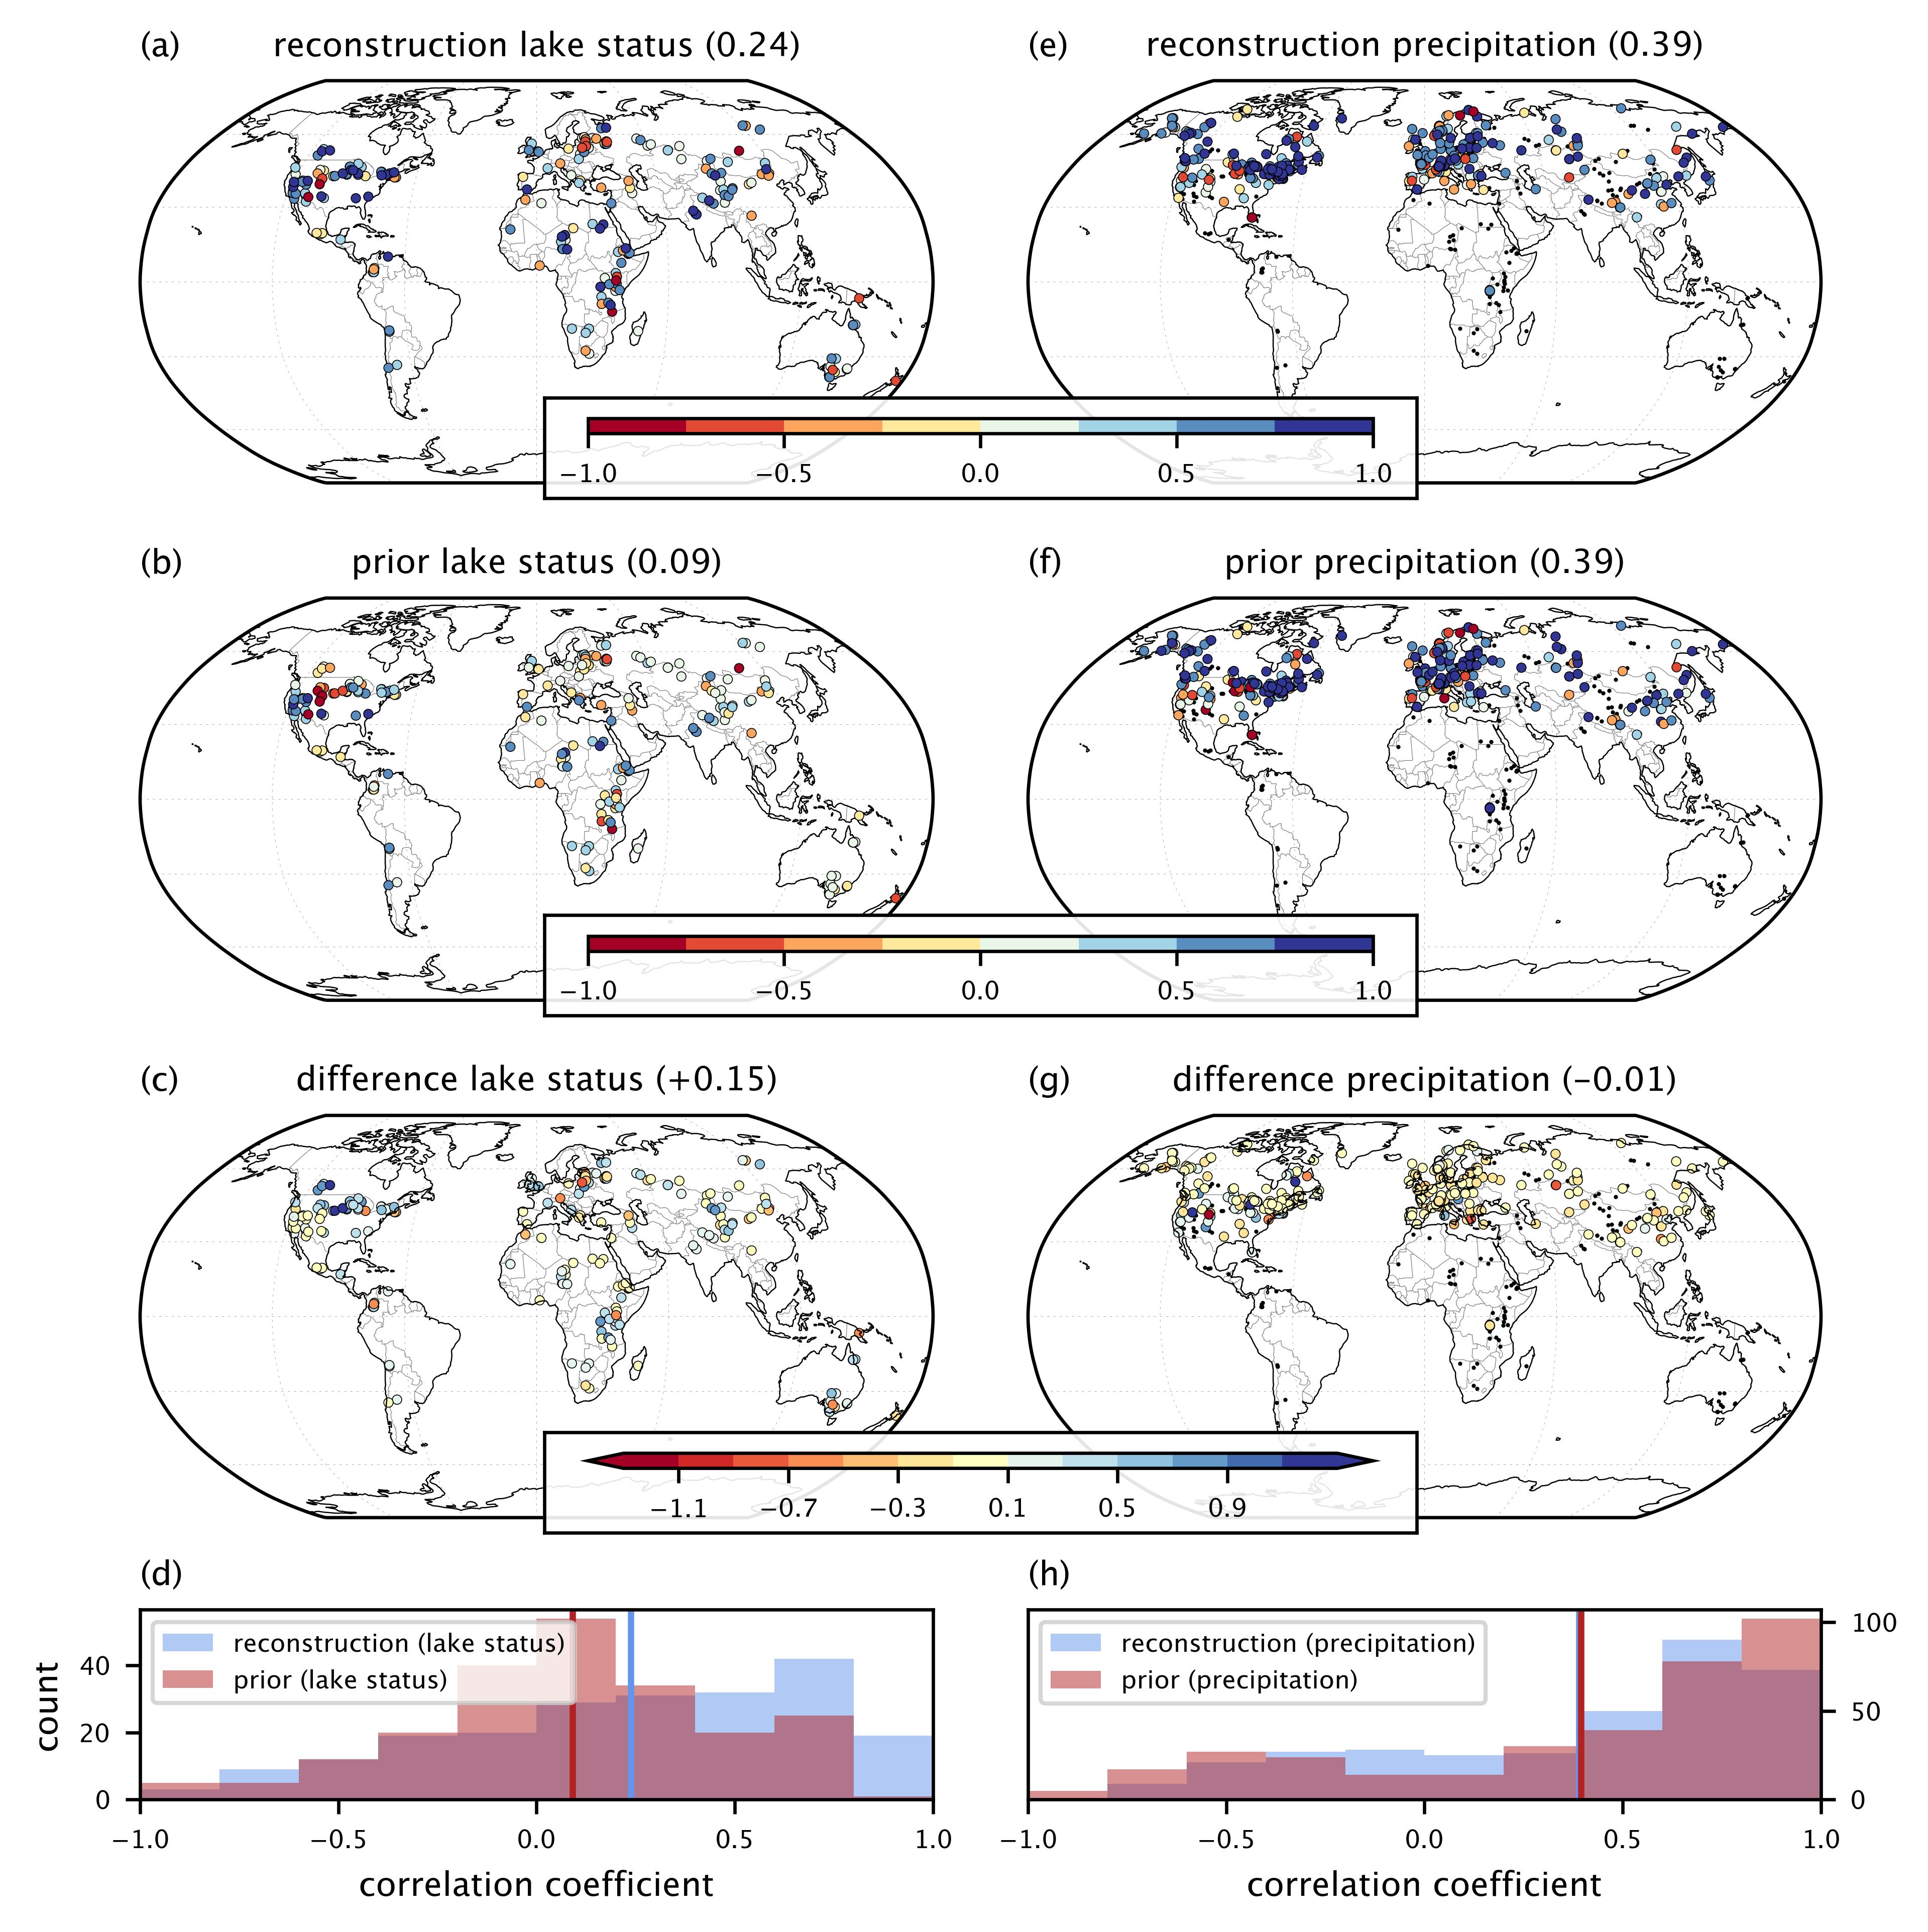 (a) reconstruction lake status (0.24)
(e) reconstruction precipitation (0.39)
−1.0 −0.5 0.0 0.5 1.0
(b) prior lake status (0.09)
(f) prior precipitation (0.39)
−1.0 −0.5 0.0 0.5 1.0
(c) difference lake status (+0.15)
(g) difference precipitation (−0.01)
−1.1 −0.7 −0.3 0.1 0.5 0.9
(d)
reconstruction (lake status)
prior (lake status)
count
40
20
0
−1.0 −0.5 0.0 0.5 1.0
correlation coefficient
(h)
reconstruction (precipitation)
prior (precipitation)
100
50
0
−1.0 −0.5 0.0 0.5 1.0
correlation coefficient